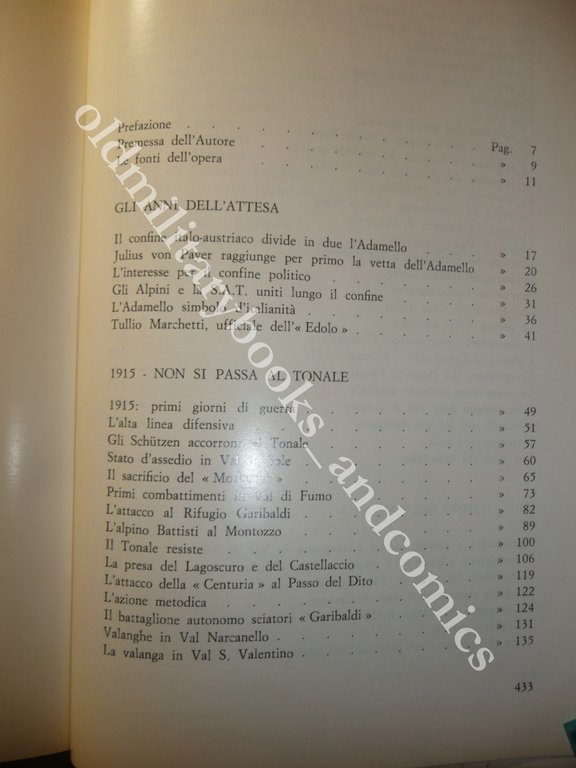 Prefazione . . . . . . . . . Pag. 7
Premessa dell'Autore . . . . . . . » 9
Le fonti dell'opera . . . . . . . » 11
GLI ANNI DELL'ATTESA
Il confine italo-austriaco divide in due l'Adamello . . » 17
Julius von Payer raggiunge per primo la vetta dell'Adamello » 20
L'interesse per il confine politico . . . . » 26
Gli Alpini e la S.A.T. uniti lungo il confine . . . » 31
L'Adamello simbolo d'italianità . . . . » 36
Tullio Marchetti, ufficiale dell'« Edolo » . . . . » 41
1915 - NON SI PASSA AL TONALE
1915: primi giorni di guerra . . . . . » 49
L'alta linea difensiva . . . . . . » 51
Gli Schützen accorrono al Tonale . . . . » 57
Stato d'assedio in Val di Sole . . . . » 60
Il sacrificio del « » . . . . . » 65
Primi combattimenti in Val di Fumo . . . . » 73
L'attacco al Rifugio Garibaldi . . . . . » 82
L'alpino Battisti al Montozzo . . . . . » 89
Il Tonale resiste . . . . . . » 100
La presa del Lagoscuro e del Castellaccio . . . » 106
L'attacco della « Centuria » al Passo del Dito . . . » 119
L'azione metodica . . . . . . » 122
Il battaglione autonomo sciatori « Garibaldi » . . . » 124
Valanghe in Val Narcanello . . . . . » 131
La valanga in Val S. Valentino . . . . . » 135
433
oldmilitarybooks_andcomics